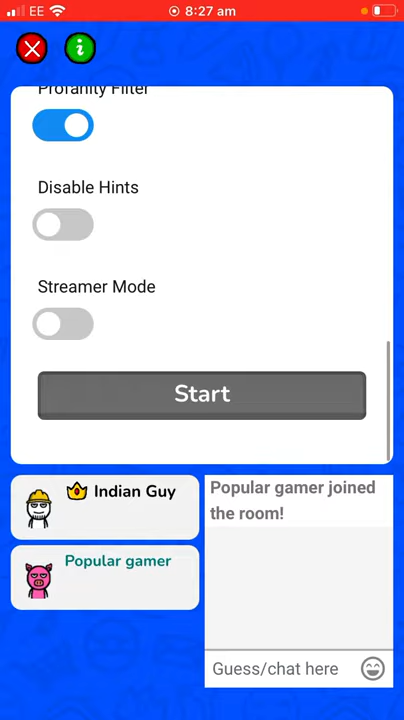 EE 8:27 am
Profanity Filter
Disable Hints
Streamer Mode
Start
Indian Guy
Popular gamer
Popular gamer joined
the room!
Guess/chat here